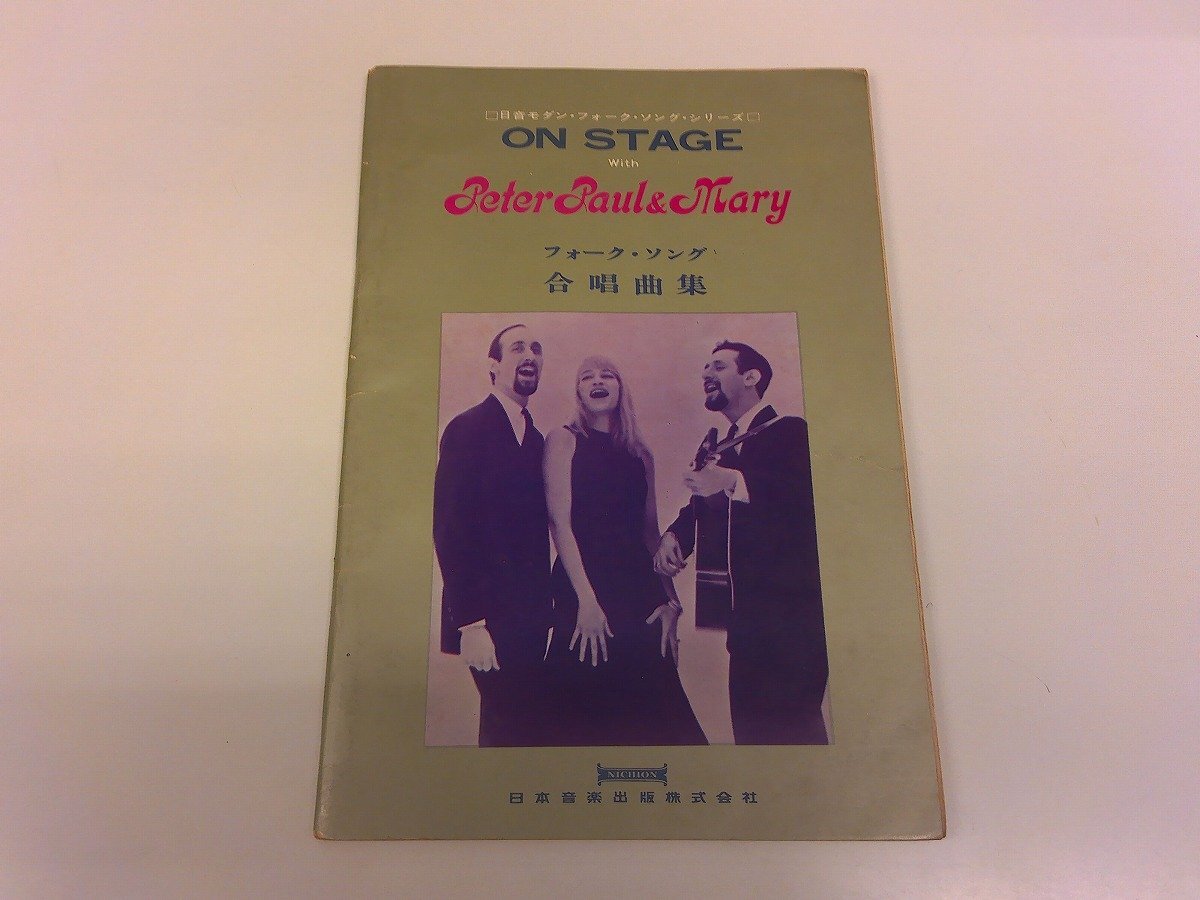 □日音モダン・フォーク・ソング・シリーズ□
ON STAGE
With
Peter Paul & Mary
フォーク・ソング
合唱曲集
NICHION
日本音楽出版株式会社